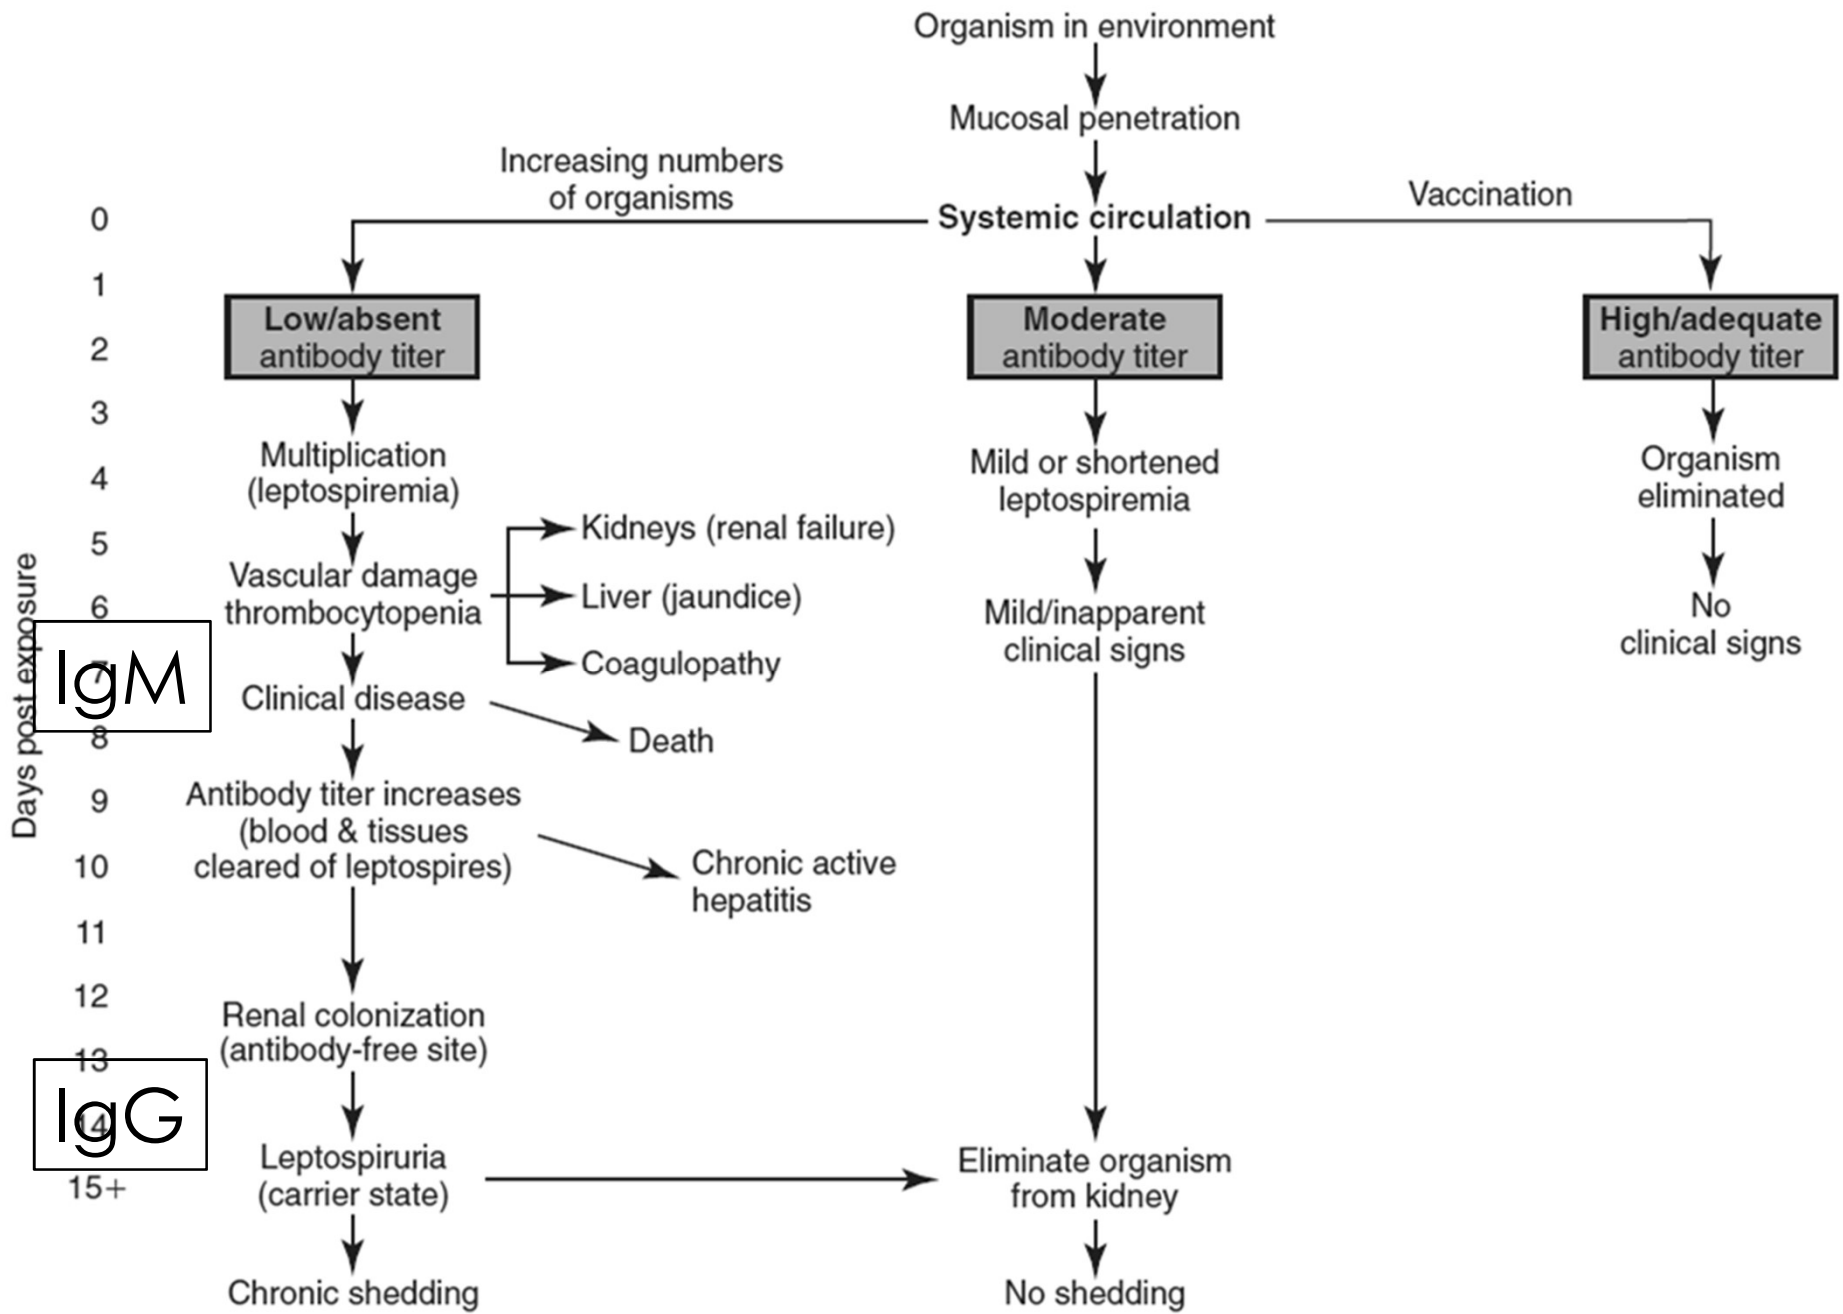 Organism in environment
Mucosal penetration
Increasing numbers
of organisms
Systemic circulation
Vaccination
Days post exposure
0
1
2
3
4
5
6
7
8
9
10
11
12
13
14
15+
IgM
IgG
Low/absent
antibody titer
Multiplication
(leptospiremia)
Vascular damage
thrombocytopenia
Kidneys (renal failure)
Liver (jaundice)
Coagulopathy
Clinical disease
Death
Antibody titer increases
(blood & tissues
cleared of leptospires)
Chronic active
hepatitis
Renal colonization
(antibody-free site)
Leptospiruria
(carrier state)
Chronic shedding
Moderate
antibody titer
Mild or shortened
leptospiremia
Mild/inapparent
clinical signs
Eliminate organism
from kidney
No shedding
High/adequate
antibody titer
Organism
eliminated
No
clinical signs